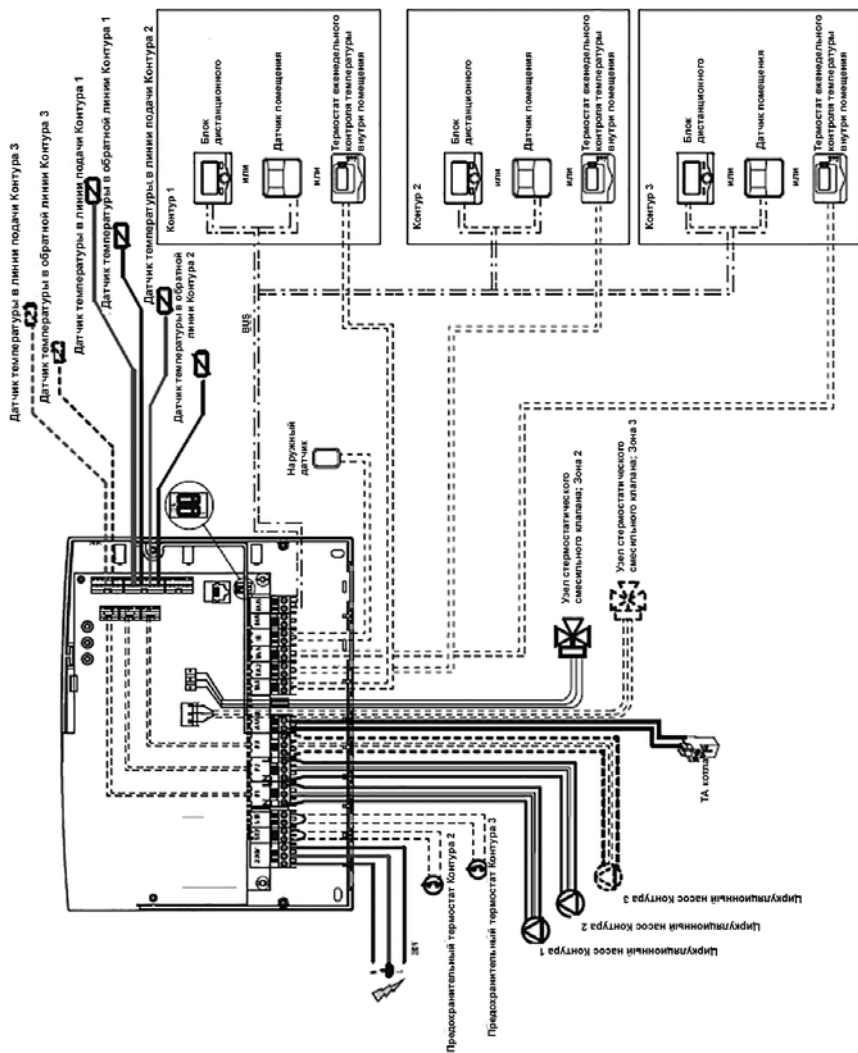 Датчик температуры в линии подачи Контура 3
Датчик температуры в обратной линии Контура 3
Датчик температуры в линии подачи Контура 1
Датчик температуры в обратной линии Контура 1
Датчик температуры в линии подачи Контура 2
Датчик температуры в обратной
линии Контура 2
Контур 1
Блок
дистанционного
или
Датчик помещения
или
Термостат еженедельного
контроля температуры
внутри помещения
Контур 2
Блок
дистанционного
или
Датчик помещения
или
Термостат еженедельного
контроля температуры
внутри помещения
Контур 3
Блок
дистанционного
или
Датчик помещения
или
Термостат еженедельного
контроля температуры
внутри помещения
BUS
Наружный
датчик
Узел стермостатического
смесильного клапана; Зона 2
Узел стермостатического
смесильного клапана; Зона 3
ТА котла
Предохранительный термостат Контура 2
Предохранительный термостат Контура 3
Циркуляционный насос Контура 1
Циркуляционный насос Контура 2
Циркуляционный насос Контура 3